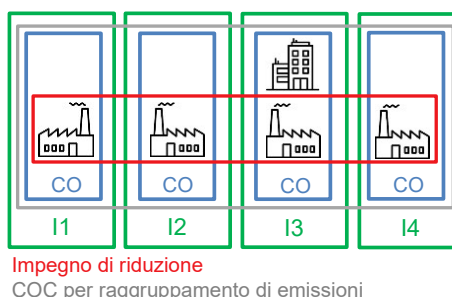 CO CO CO CO
I1 I2 I3 I4
Impegno di riduzione
COC per raggruppamento di emissioni